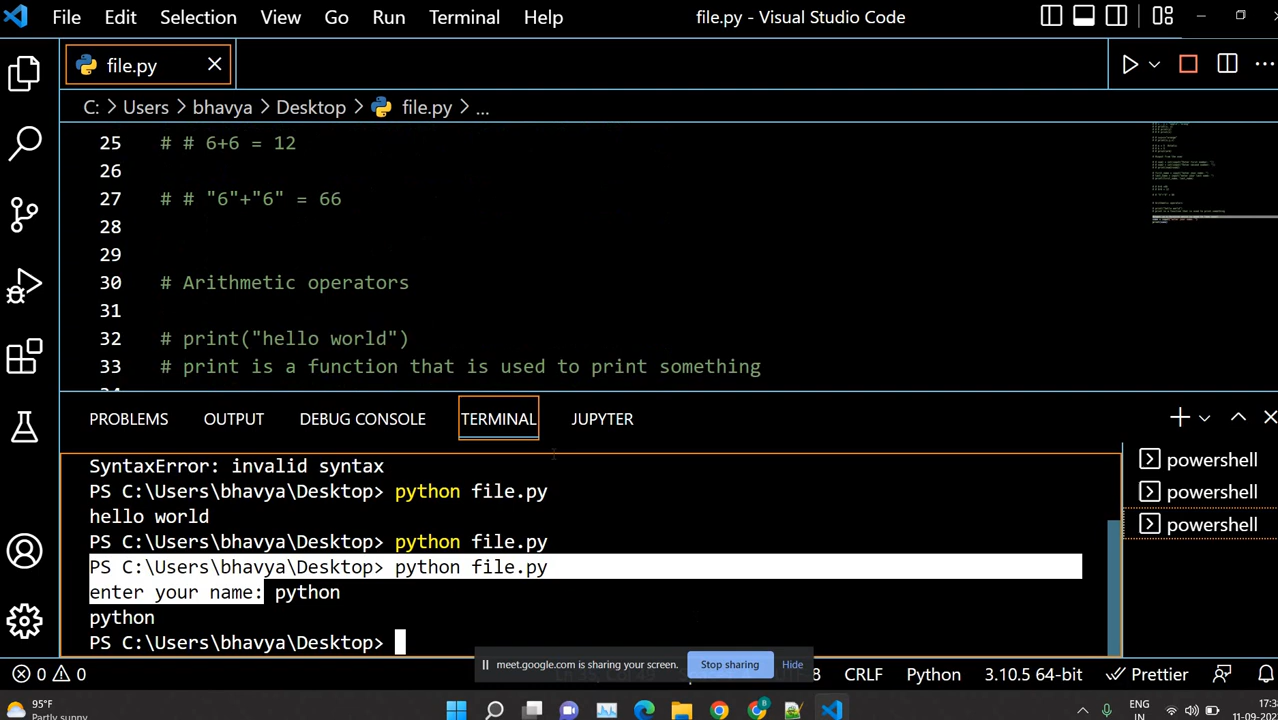 File Edit Selection View Go Run Terminal Help file.py - Visual Studio Code
file.py
C: > Users > bhavya > Desktop > file.py > ...
25 # # 6+6 = 12
26
27 # # "6"+"6" = 66
28
29
30 # Arithmetic operators
31
32 # print("hello world")
33 # print is a function that is used to print something
PROBLEMS OUTPUT DEBUG CONSOLE TERMINAL JUPYTER
SyntaxError: invalid syntax
PS C:\Users\bhavya\Desktop> python file.py
hello world
PS C:\Users\bhavya\Desktop> python file.py
PS C:\Users\bhavya\Desktop> python file.py
enter your name: python
python
PS C:\Users\bhavya\Desktop>
powershell
powershell
powershell
meet.google.com is sharing your screen. Stop sharing Hide
0 0 8 CRLF Python 3.10.5 64-bit Prettier
95°F
Partly sunny
ENG
IN
17:3
11-09-202